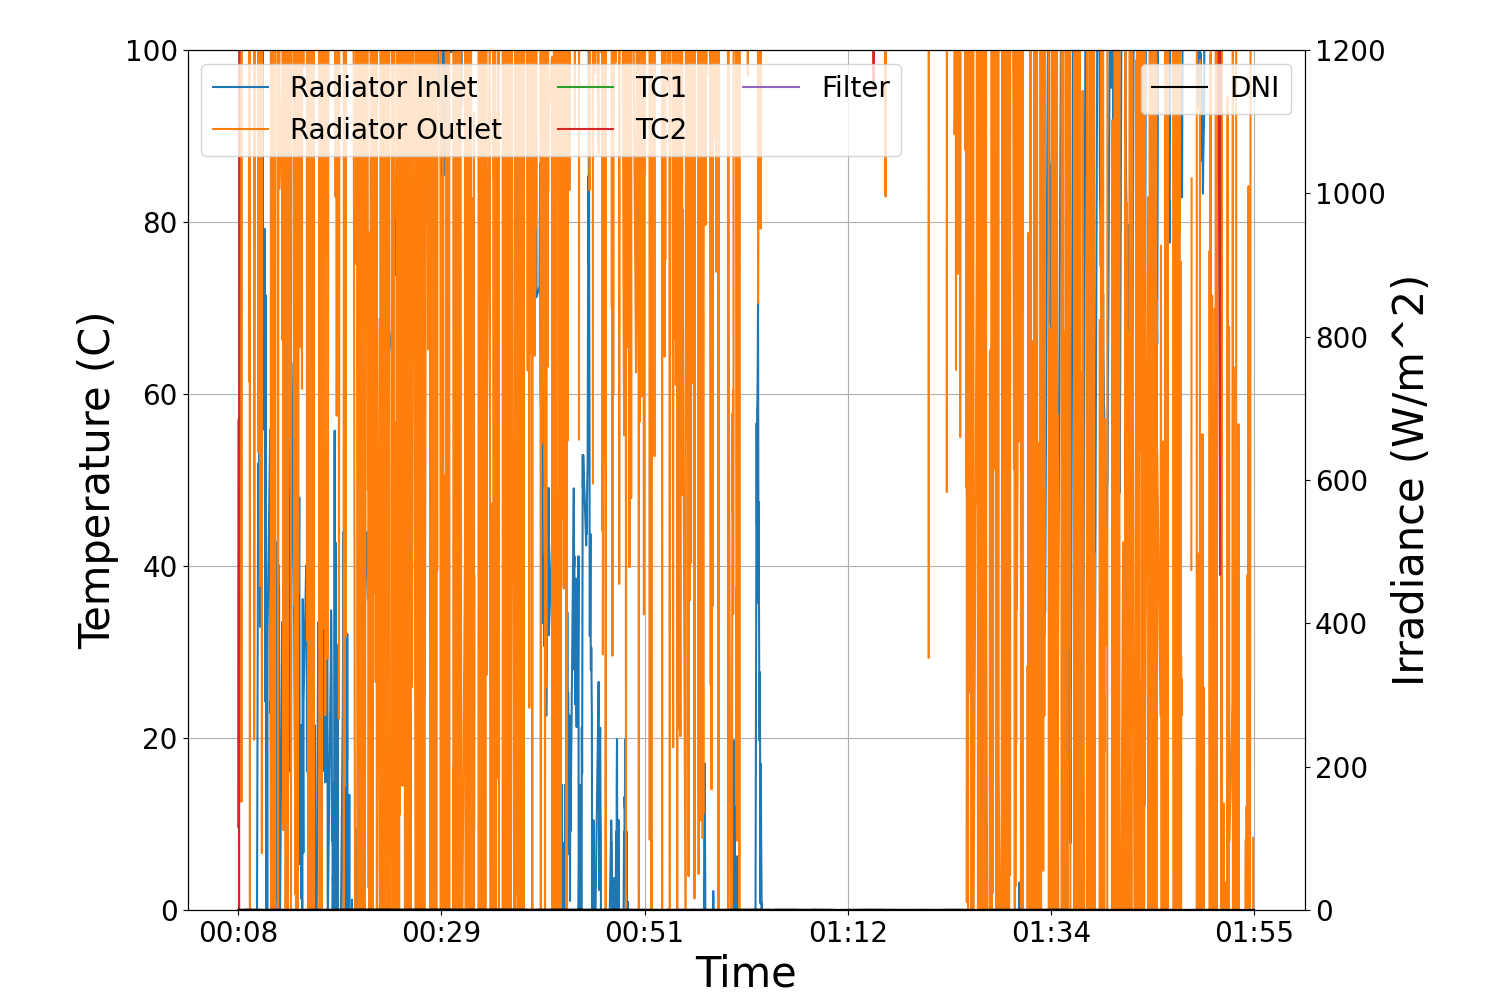 Radiator Inlet
Radiator Outlet
TC1
TC2
Filter
DNI
Temperature (C)
100
80
60
40
20
0
Irradiance (W/m^2)
1200
1000
800
600
400
200
0
00:08 00:29 00:51 01:12 01:34 01:55
Time